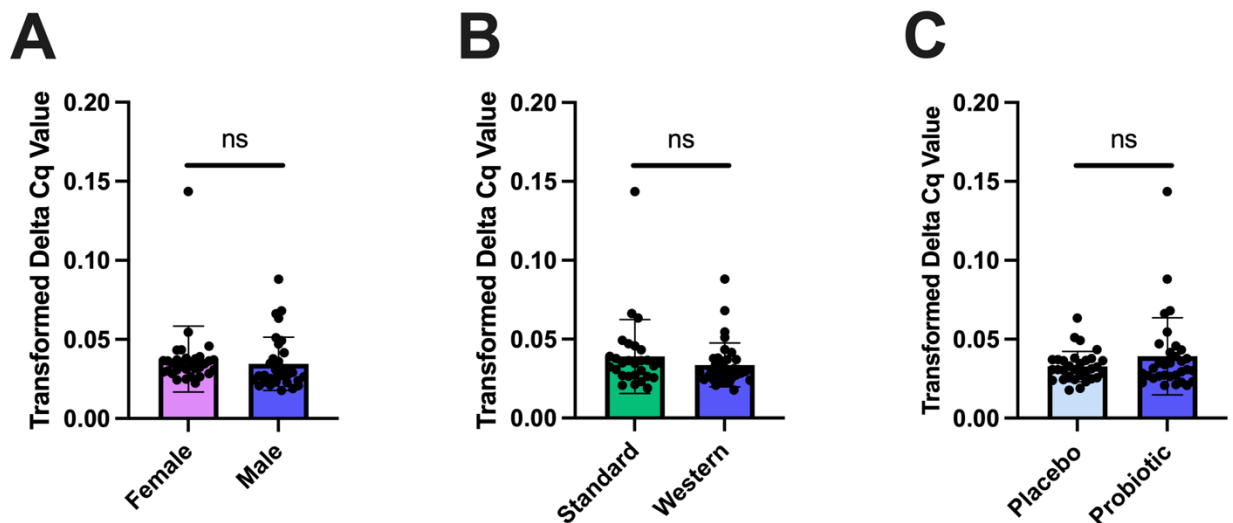 A
Transformed Delta Cq Value
0.20
0.15
0.10
0.05
0.00
ns
Female
Male
B
Transformed Delta Cq Value
0.20
0.15
0.10
0.05
0.00
ns
Standard
Western
C
Transformed Delta Cq Value
0.20
0.15
0.10
0.05
0.00
ns
Placebo
Probiotic